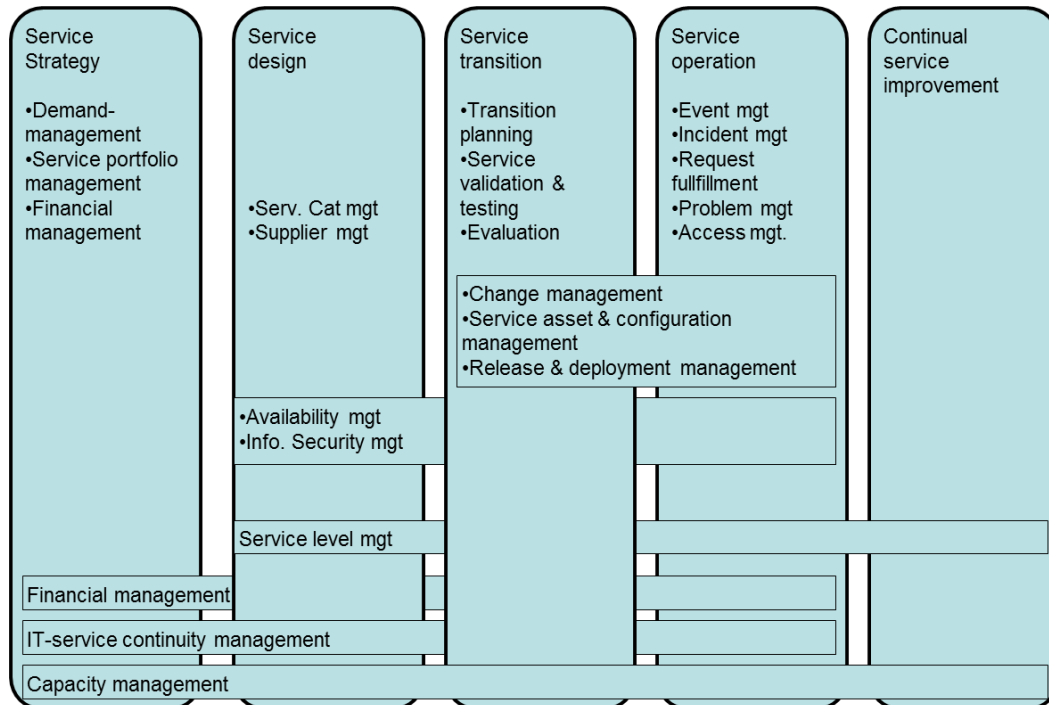 Service
Strategy
•Demand-
management
•Service portfolio
management
•Financial
management
Service
design
•Serv. Cat mgt
•Supplier mgt
Service
transition
•Transition
planning
•Service
validation &
testing
•Evaluation
Service
operation
•Event mgt
•Incident mgt
•Request
fullfillment
•Problem mgt
•Access mgt.
Continual
service
improvement
•Change management
•Service asset & configuration
management
•Release & deployment management
•Availability mgt
•Info. Security mgt
Service level mgt
Financial management
IT-service continuity management
Capacity management